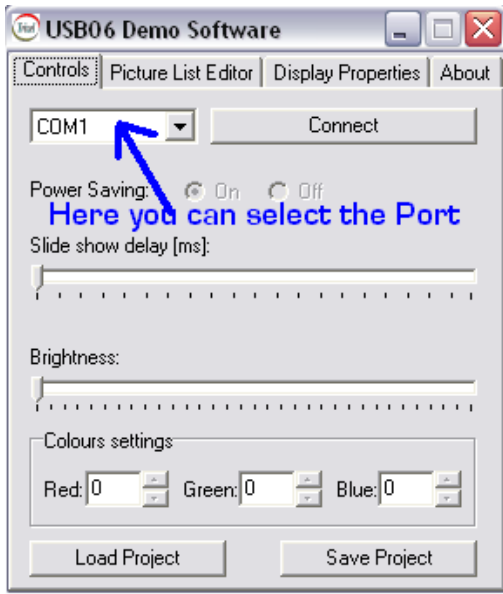 USB06 Demo Software
Controls Picture List Editor Display Properties About
COM1 Connect
Power Saving: On Off
Here you can select the Port
Slide show delay [ms]:
Brightness:
Colours settings
Red: 0 Green: 0 Blue: 0
Load Project Save Project